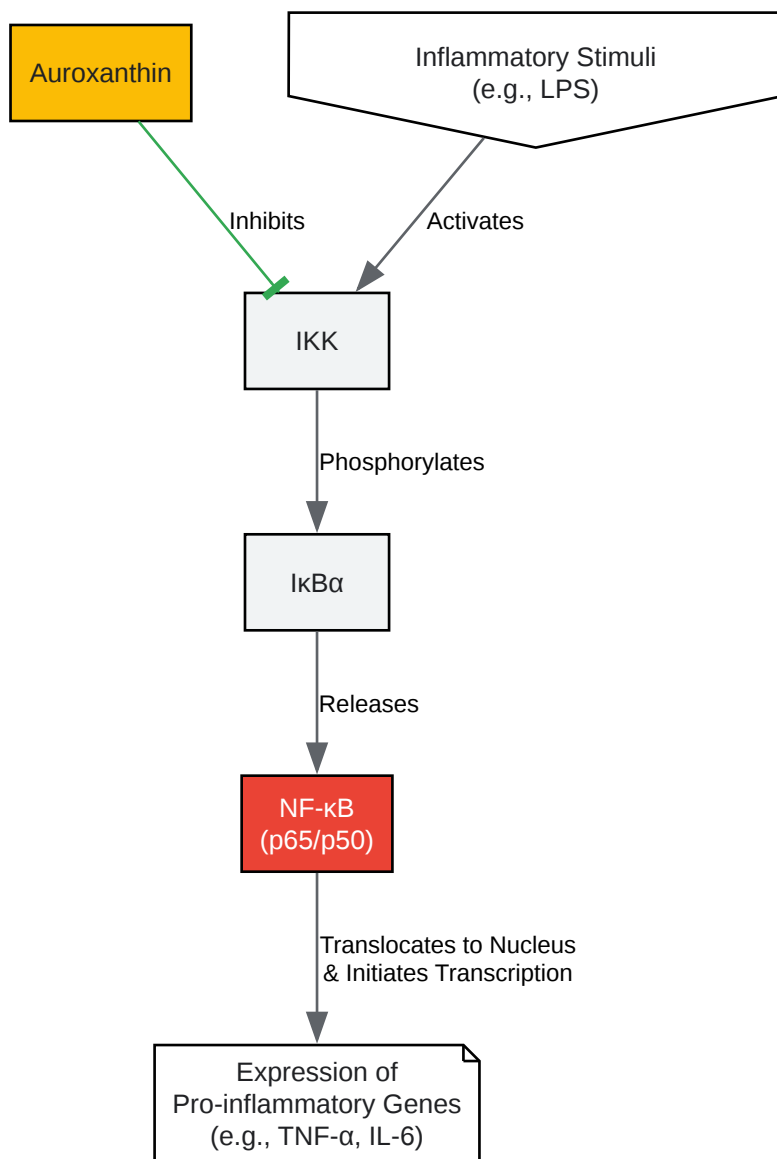 Auroxanthin
Inflammatory Stimuli
(e.g., LPS)
Inhibits
Activates
IKK
Phosphorylates
IκBα
Releases
NF-κB
(p65/p50)
Translocates to Nucleus
& Initiates Transcription
Expression of
Pro-inflammatory Genes
(e.g., TNF-α, IL-6)